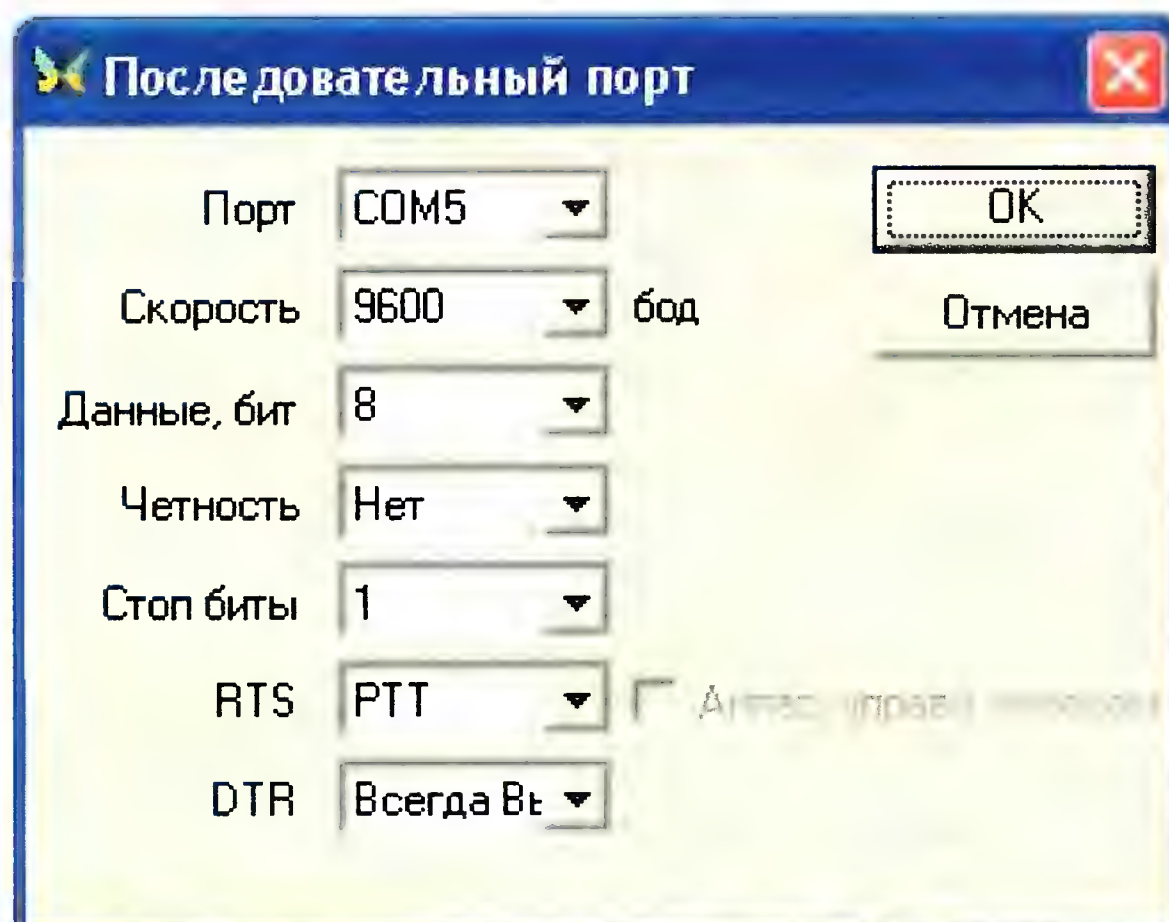 Последовательный порт
Порт COM5 OK
Скорость 9600 бод Отмена
Данные, бит 8
Четность Нет
Стоп биты 1
RTS PTT
DTR Всегда Вы